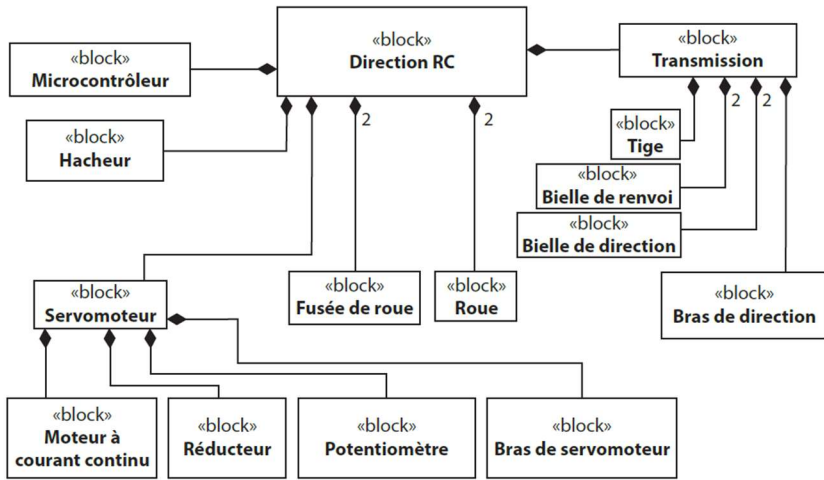 «block»
Direction RC
«block»
Transmission
«block»
Microcontrôleur
2
2
2
2
«block»
Hacheur
«block»
Tige
«block»
Bielle de renvoi
«block»
Bielle de direction
«block»
Servomoteur
«block»
Fusée de roue
«block»
Roue
«block»
Bras de direction
«block»
Moteur à
courant continu
«block»
Réducteur
«block»
Potentiomètre
«block»
Bras de servomoteur